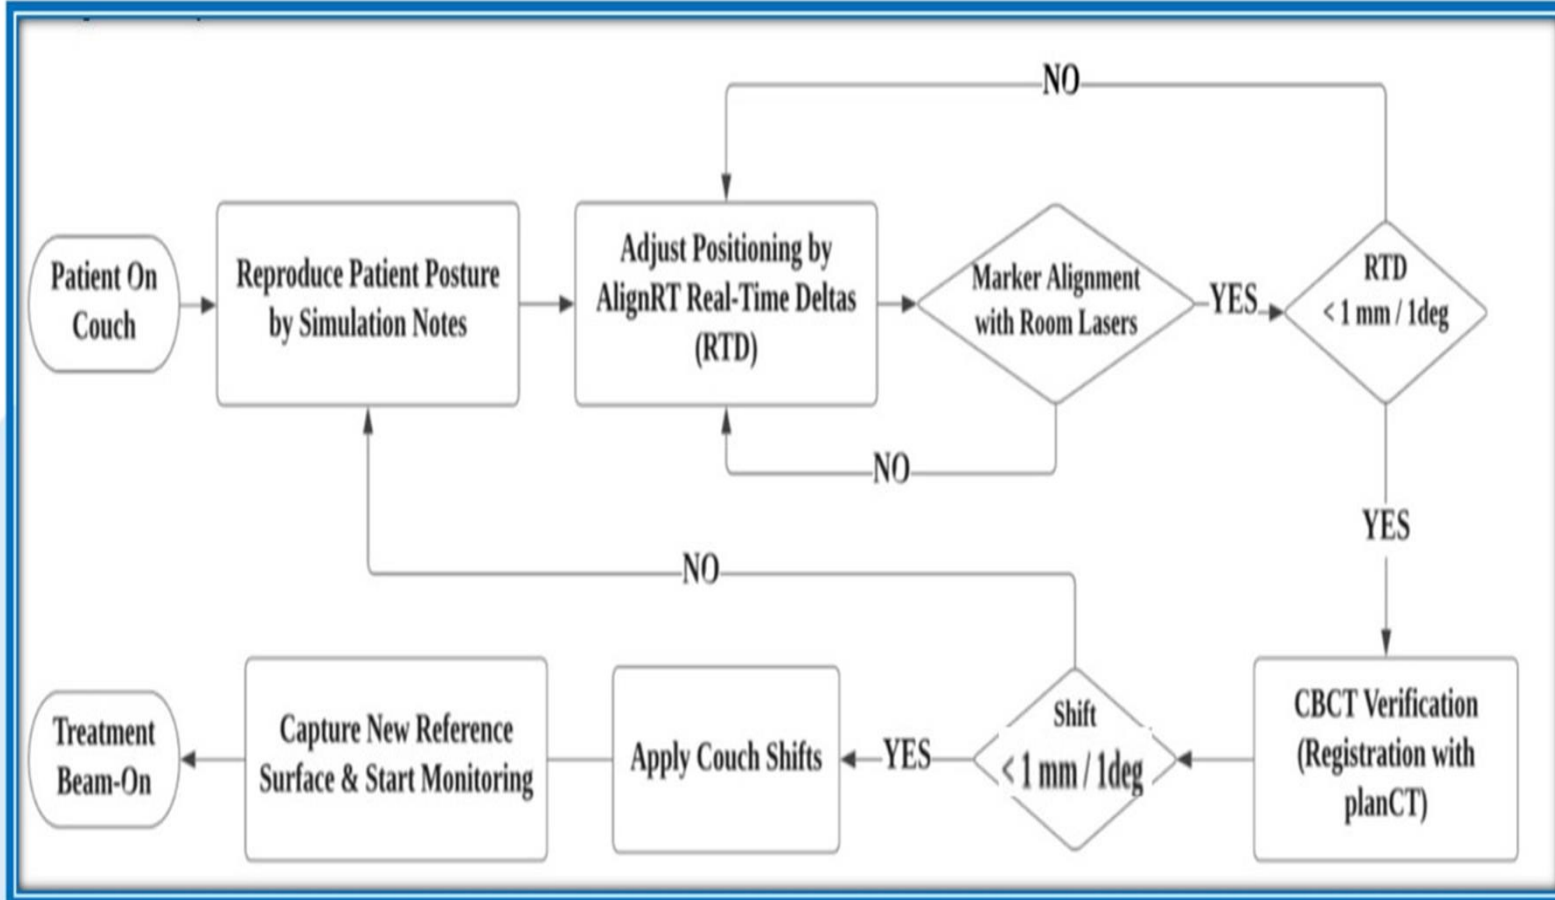 NO
Patient On
Couch
Reproduce Patient Posture
by Simulation Notes
Adjust Positioning by
AlignRT Real-Time Deltas
(RTD)
Marker Alignment
with Room Lasers
YES
RTD
< 1 mm / 1deg
NO
YES
NO
Treatment
Beam-On
Capture New Reference
Surface & Start Monitoring
Apply Couch Shifts
YES
Shift
< 1 mm / 1deg
CBCT Verification
(Registration with
planCT)